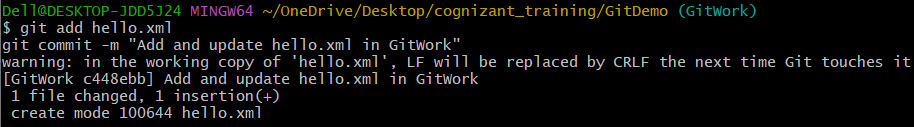 Dell@DESKTOP-JDD5J24 MINGW64 ~/OneDrive/Desktop/cognizant_training/GitDemo (GitWork)
$ git add hello.xml
git commit -m "Add and update hello.xml in GitWork"
warning: in the working copy of 'hello.xml', LF will be replaced by CRLF the next time Git touches it
[GitWork c448ebb] Add and update hello.xml in GitWork
 1 file changed, 1 insertion(+)
 create mode 100644 hello.xml